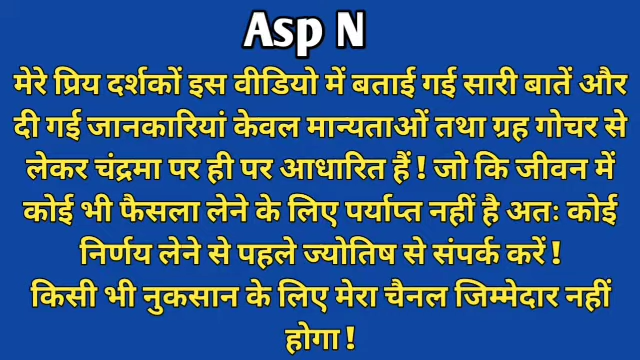 Asp N
मेरे प्रिय दर्शकों इस वीडियो में बताई गई सारी बातें और
दी गई जानकारियां केवल मान्यताओं तथा ग्रह गोचर से
लेकर चंद्रमा पर ही पर आधारित हैं ! जो कि जीवन में
कोई भी फैसला लेने के लिए पर्याप्त नहीं है अतः कोई
निर्णय लेने से पहले ज्योतिष से संपर्क करें !
किसी भी नुकसान के लिए मेरा चैनल जिम्मेदार नहीं
होगा !